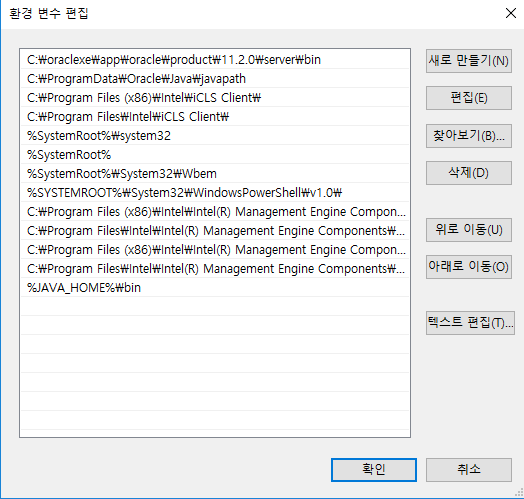 환경 변수 편집
C:₩oraclexe₩app₩oracle₩product₩11.2.0₩server₩bin
C:₩ProgramData₩Oracle₩Java₩javapath
C:₩Program Files (x86)₩Intel₩iCLS Client₩
C:₩Program Files₩Intel₩iCLS Client₩
%SystemRoot%₩system32
%SystemRoot%
%SystemRoot%₩System32₩Wbem
%SYSTEMROOT%₩System32₩WindowsPowerShell₩v1.0₩
C:₩Program Files (x86)₩Intel₩Intel(R) Management Engine Compon...
C:₩Program Files₩Intel₩Intel(R) Management Engine Components₩...
C:₩Program Files (x86)₩Intel₩Intel(R) Management Engine Compon...
C:₩Program Files₩Intel₩Intel(R) Management Engine Components₩...
%JAVA_HOME%₩bin
새로 만들기(N)
편집(E)
찾아보기(B)...
삭제(D)
위로 이동(U)
아래로 이동(O)
텍스트 편집(T)...
확인
취소